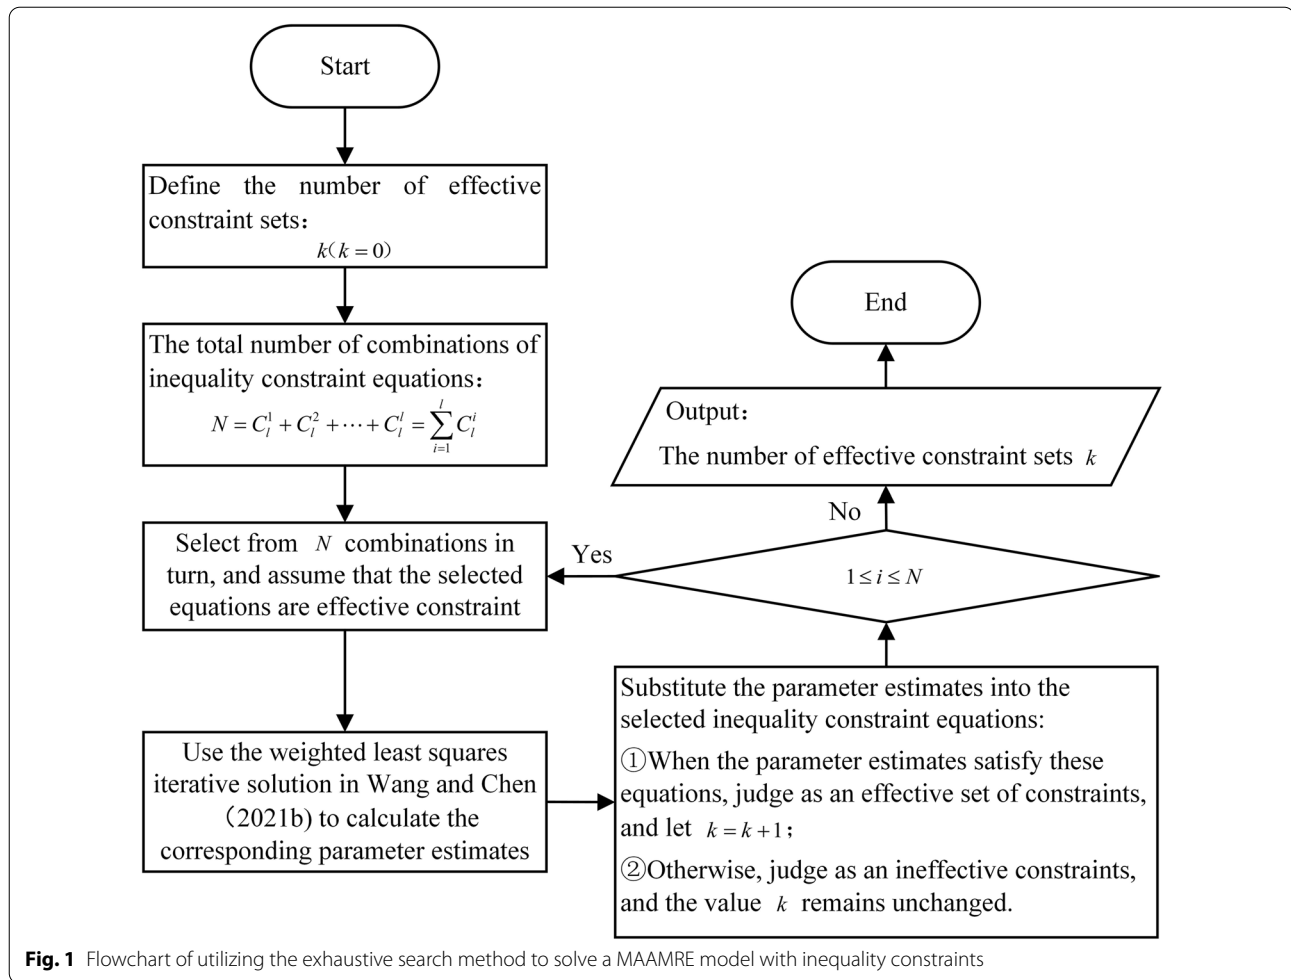 Start
Define the number of effective
constraint sets：
k(k = 0)
The total number of combinations of
inequality constraint equations：
N = C_l^1 + C_l^2 + ··· + C_l^l = \sum_{i=1}^{l} C_l^i
Select from N combinations in
turn, and assume that the selected
equations are effective constraint
Use the weighted least squares
iterative solution in Wang and Chen
（2021b) to calculate the
corresponding parameter estimates
Substitute the parameter estimates into the
selected inequality constraint equations:
①When the parameter estimates satisfy these
equations, judge as an effective set of constraints,
and let k = k+1；
②Otherwise, judge as an ineffective constraints,
and the value k remains unchanged.
1 ≤ i ≤ N
Yes
No
Output：
The number of effective constraint sets k
End
Fig. 1 Flowchart of utilizing the exhaustive search method to solve a MAAMRE model with inequality constraints